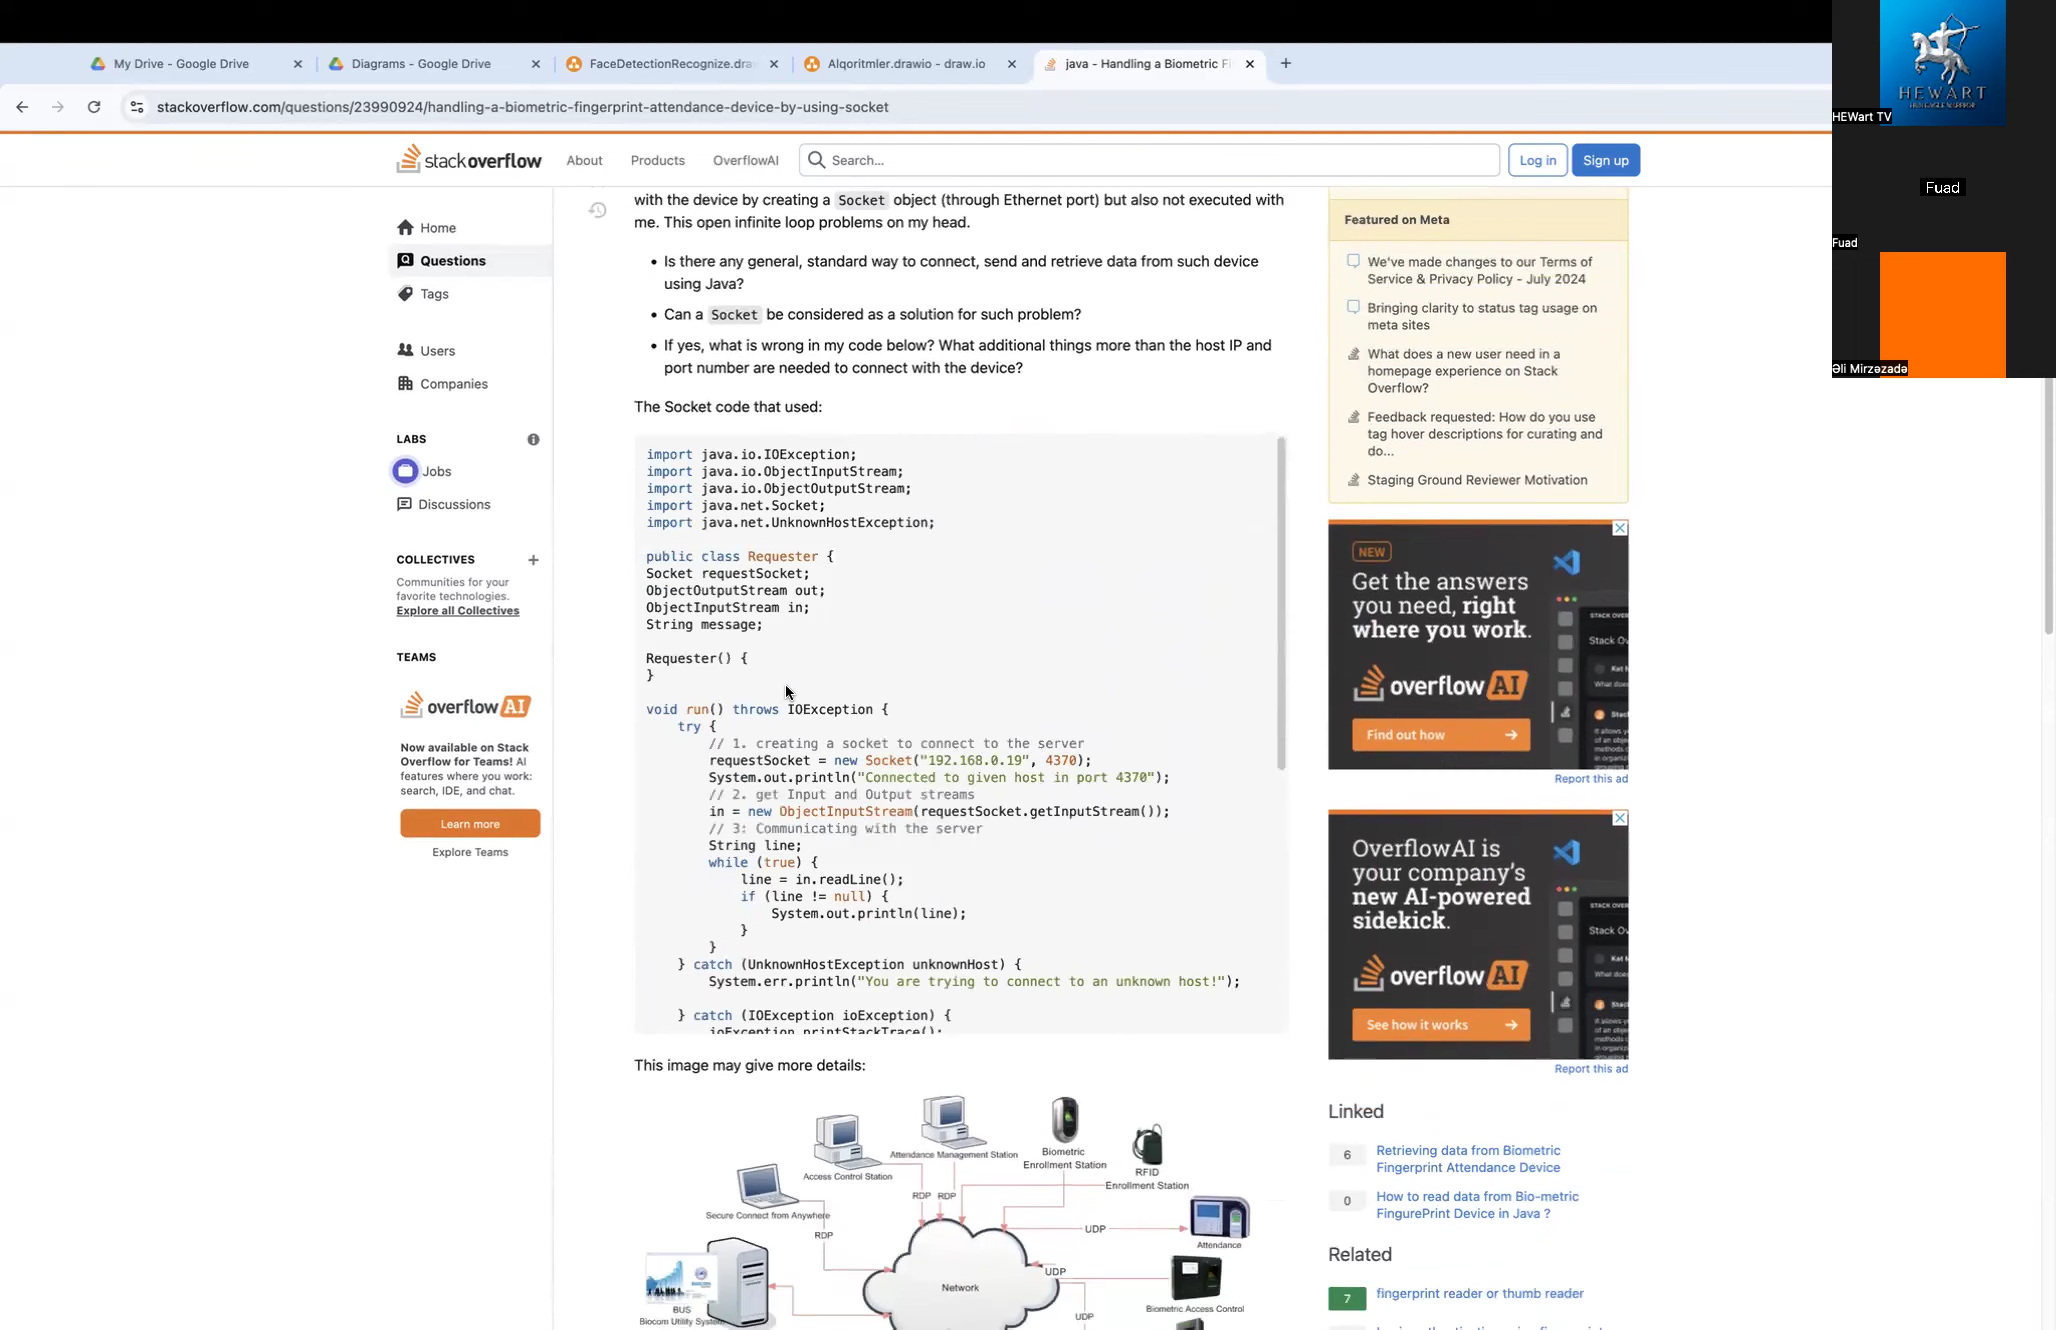 My Drive - Google Drive
Diagrams - Google Drive
FaceDetectionRecognize.dra
Alqoritmler.drawio - draw.io
java - Handling a Biometric Fi
stackoverflow.com/questions/23990924/handling-a-biometric-fingerprint-attendance-device-by-using-socket
HEWART
HEWart TV
Fuad
Fuad
Əli Mirzəzadə
stackoverflow
About
Products
OverflowAI
Search...
Log in
Sign up
Home
Questions
Tags
Users
Companies
LABS
Jobs
Discussions
COLLECTIVES
Communities for your
favorite technologies.
Explore all Collectives
TEAMS
overflow AI
Now available on Stack
Overflow for Teams! AI
features where you work:
search, IDE, and chat.
Learn more
Explore Teams
with the device by creating a Socket object (through Ethernet port) but also not executed with
me. This open infinite loop problems on my head.
• Is there any general, standard way to connect, send and retrieve data from such device
using Java?
• Can a Socket be considered as a solution for such problem?
• If yes, what is wrong in my code below? What additional things more than the host IP and
port number are needed to connect with the device?
The Socket code that used:
import java.io.IOException;
import java.io.ObjectInputStream;
import java.io.ObjectOutputStream;
import java.net.Socket;
import java.net.UnknownHostException;
public class Requester {
Socket requestSocket;
ObjectOutputStream out;
ObjectInputStream in;
String message;
Requester() {
}
void run() throws IOException {
try {
// 1. creating a socket to connect to the server
requestSocket = new Socket("192.168.0.19", 4370);
System.out.println("Connected to given host in port 4370");
// 2. get Input and Output streams
in = new ObjectInputStream(requestSocket.getInputStream());
// 3: Communicating with the server
String line;
while (true) {
line = in.readLine();
if (line != null) {
System.out.println(line);
}
}
} catch (UnknownHostException unknownHost) {
System.err.println("You are trying to connect to an unknown host!");
} catch (IOException ioException) {
ioException.printStackTrace();
This image may give more details:
Access Control Station
Attendance Management Station
Biometric
Enrollment Station
RFID
Enrollment Station
Secure Connect from Anywhere
RDP
RDP
RDP
UDP
Attendance
UDP
Network
Biometric Access Control
UDP
BUS
Biocom Utility System
Featured on Meta
We've made changes to our Terms of
Service & Privacy Policy - July 2024
Bringing clarity to status tag usage on
meta sites
What does a new user need in a
homepage experience on Stack
Overflow?
Feedback requested: How do you use
tag hover descriptions for curating and
do...
Staging Ground Reviewer Motivation
NEW
Get the answers
you need, right
where you work.
overflow AI
Find out how
Report this ad
OverflowAI is
your company's
new AI-powered
sidekick.
overflow AI
See how it works
Report this ad
Linked
6
Retrieving data from Biometric
Fingerprint Attendance Device
0
How to read data from Bio-metric
FingurePrint Device in Java ?
Related
7
fingerprint reader or thumb reader